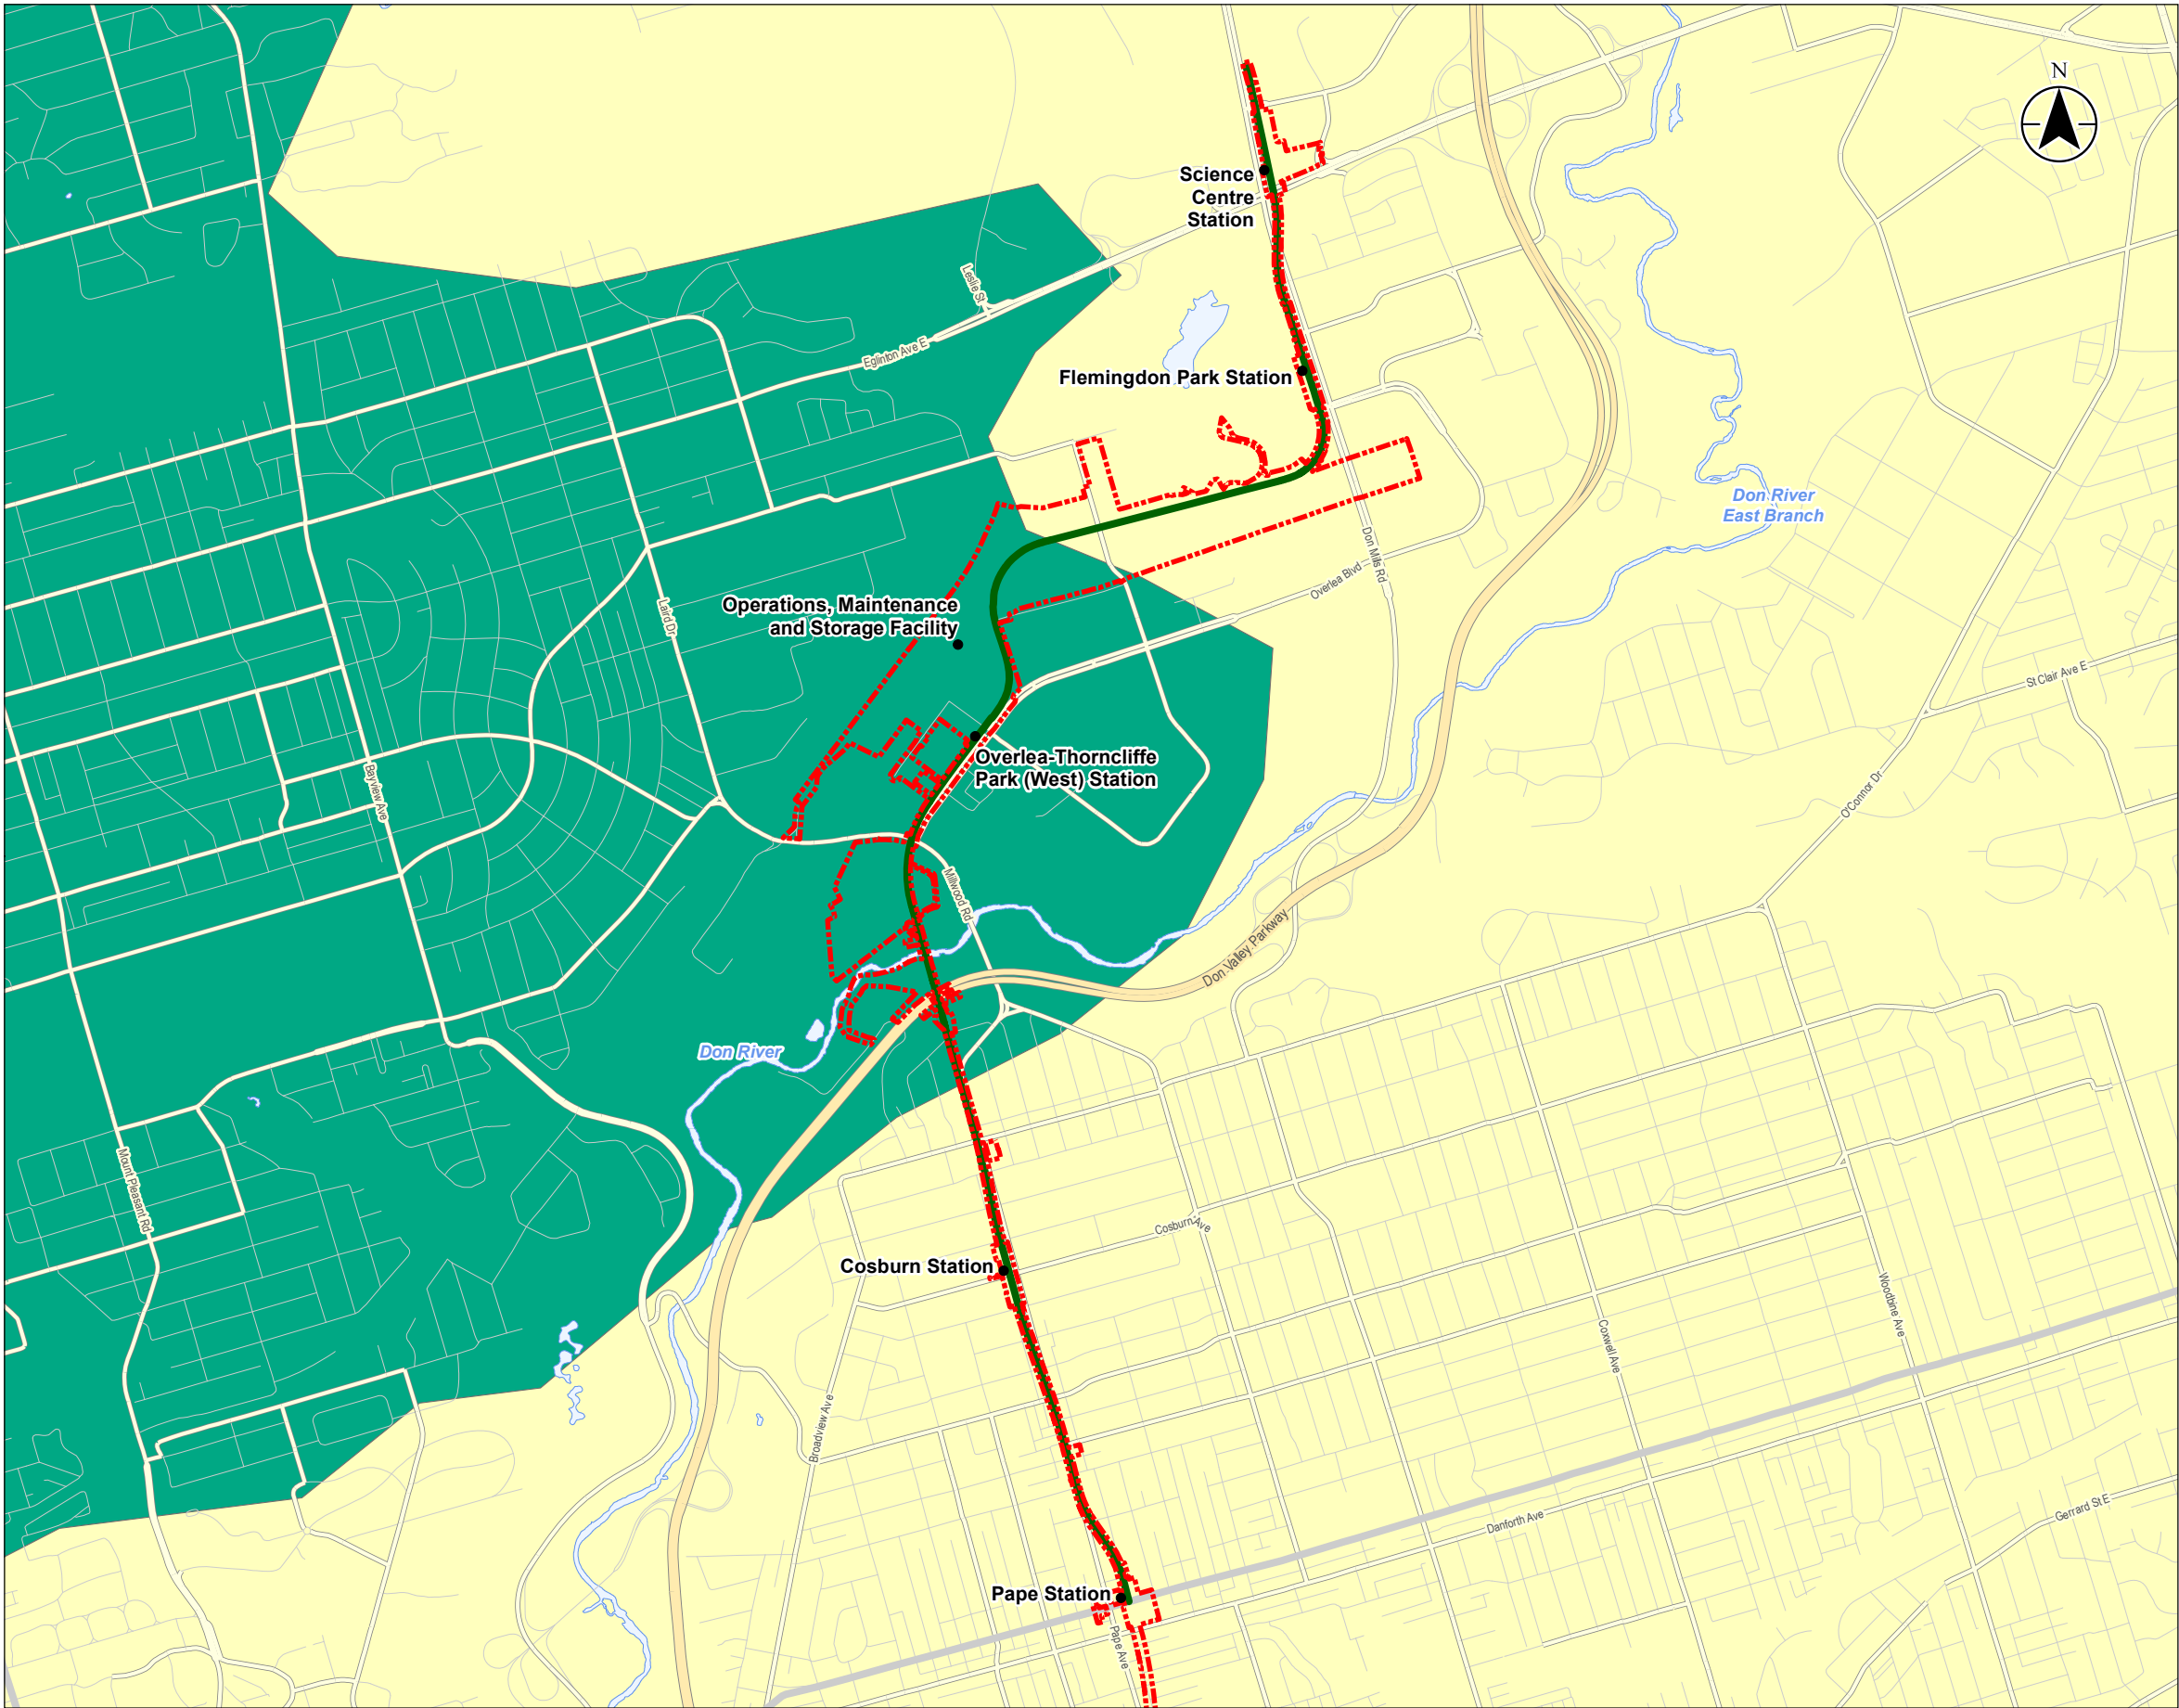 N
Science
Centre
Station
Leslie St
Eglinton Ave E
Flemingdon Park Station
Don River
East Branch
Don Mills Rd
Overlea Blvd
Operations, Maintenance
and Storage Facility
Laird Dr
St Clair Ave E
Overlea-Thorncliffe
Park (West) Station
Bayview Ave
O'Connor Dr
Millwood Rd
Don Valley Parkway
Don River
Mount Pleasant Rd
Cosburn Ave
Cosburn Station
Woodbine Ave
Coxwell Ave
Broadview Ave
Danforth Ave
Gerrard St E
Pape Station
Pape Ave